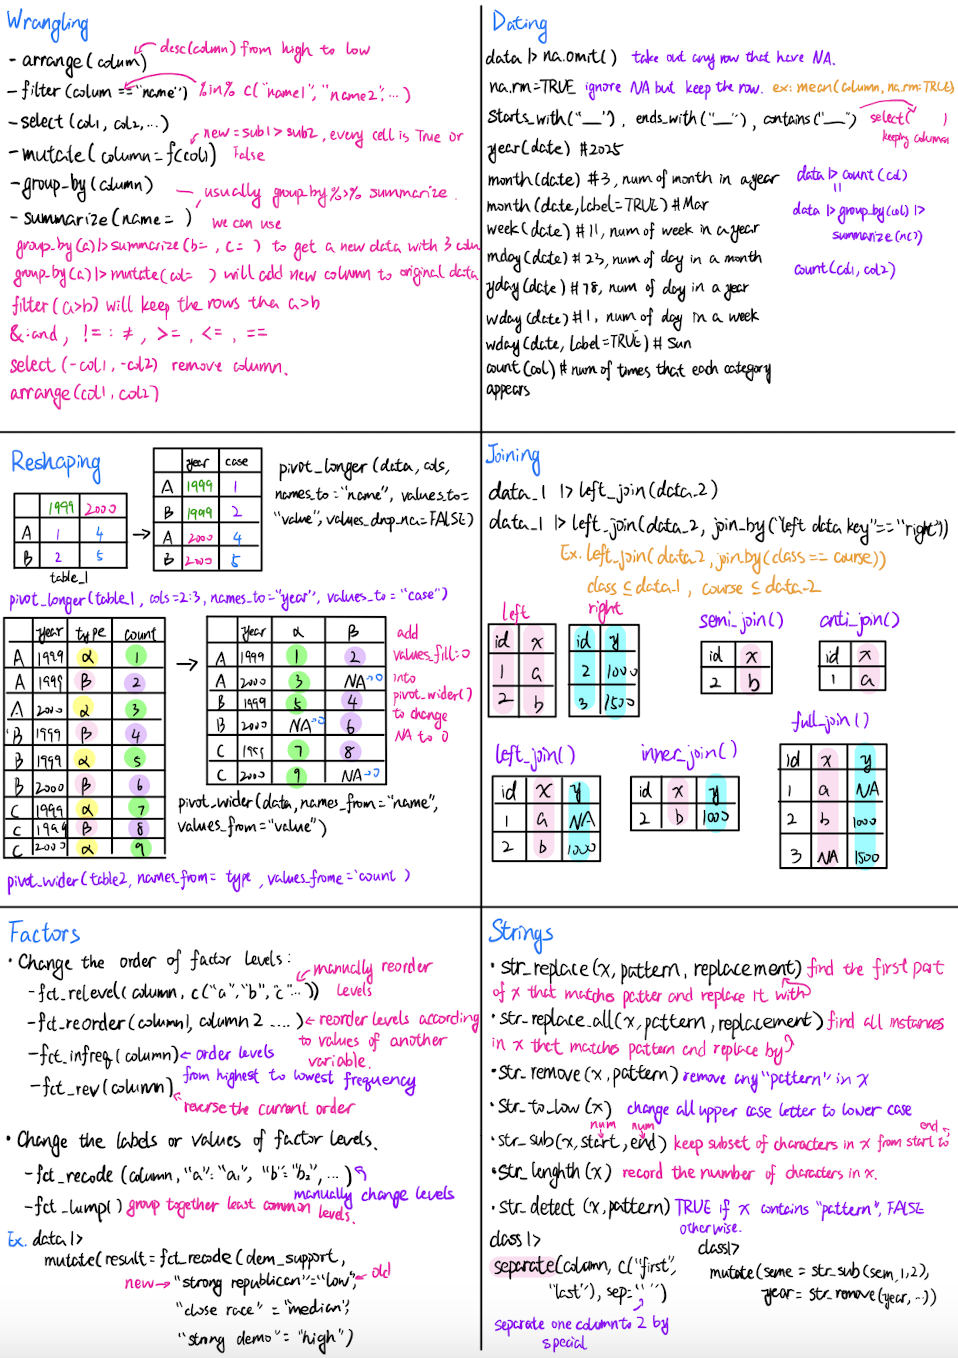 Wrangling
- arrange(colum) desc(column) from high to low
- filter(colum == "name") %in% c("name1", "name2", ...)
- select(col1, col2, ...)
- mutate(column = f(col1) new = sub1 > sub2, every cell is True or False
- group_by(column)
- summarize(name= ) usually group_by %>% summarize.
we can use
group_by(a) |> summarize(b= , c= ) to get a new data with 3 colum
group_by(a) |> mutate(col= ) will add new column to original data
filter(a>b) will keep the rows tha a>b
& : and , != : ≠ , >= , <= , ==
select (-col1, -col2) remove column.
arrange(col1, col2)
Dating
data |> na.omit() take out any row that have NA.
na.rm=TRUE ignore NA but keep the row. ex: mean(column, na.rm=TRUE)
Starts_with("__"), ends_with("__"), contains("__") select( )
keeping columns
year(date) #2025
month(date) #3, num of month in a year
month(date, label=TRUE) #Mar
week(date) #11, num of week in a year
mday(date) #23, num of day in a month
yday(date) #78, num of day in a year
wday(date) #1, num of day in a week
wday(date, label=TRUE) # Sun
count(col) # num of times that each category
appears
data |> count(col)
=
data |> group_by(col) |>
summarize(n())
count(col1, col2)
Reshaping
1999 2000
A 1 4
B 2 5
table_1
year case
A 1999 1
B 1999 2
A 2000 4
B 2000 5
pivot_longer(data, cols,
names_to="name", values_to=
"value", values_drop_na=FALSE)
pivot_longer(table_1, cols=2:3, names_to="year", values_to = "case")
year type count
A 1999 α 1
A 1999 β 2
A 2000 α 3
B 1999 β 4
B 1999 α 5
B 2000 β 6
C 1999 α 7
C 1999 β 8
C 2000 α 9
year α β
A 1999 1 2
A 2000 3 NA→0
B 1999 5 4
B 2000 NA→0 6
C 1999 7 8
C 2000 9 NA→0
add
values_fill=0
into
pivot_wider()
to change
NA to 0
pivot_wider(data, names_from="name",
values_from="value")
pivot_wider(table2, names_from= type, values_frome=`count )
Joining
data_1 |> left_join(data_2)
data_1 |> left_join(data_2, join_by("left data key"=="right"))
Ex. left_join(data2, join_by(class == course))
class ⊆ data_1 , course ⊆ data_2
left
id x
1 a
2 b
right
id y
2 1000
3 1500
semi_join()
id x
2 b
anti_join()
id x
1 a
left_join()
id x y
1 a NA
2 b 1000
inner_join()
id x y
2 b 1000
full_join()
id x y
1 a NA
2 b 1000
3 NA 1500
Factors
• Change the order of factor levels:
- fct_relevel(column, c("a","b","c"...)) manually reorder levels
- fct_reorder(column1, column2 ....) reorder levels according
to values of another
variable.
- fct_infreq(column) order levels
from highest to lowest frequency
- fct_rev(column)
reverse the current order
• Change the labels or values of factor levels.
- fct_recode (column, "a"="a1", "b"="b2", ...)
manually change levels
- fct_lump() group together least common levels.
Ex. data |>
mutate(result = fct_recode(dem_support,
new→ "strong republican"="low", ←old
"close race" = "median",
"strong demo" = "high")
Strings
• str_replace(x, pattern, replacement) find the first part
of x that matches patter and replace it with
• str_replace_all(x, pattern, replacement) find all instances
in x thet matches pattern and replace by
• str_remove(x, pattern) remove any "pattern" in x
• Str_to_low(x) change all upper case letter to lower case
num num
• str_sub(x, start, end) keep subset of characters in x from start to end.
• str_lenghth(x) record the number of characters in x.
• str_detect (x, pattern) TRUE if x contains "pattern", FALSE
otherwise.
class |>
separate(column, c("first",
"last"), sep=" ")
separate one column to 2 by
special
class |>
mutate(seme = str_sub(sem, 1, 2),
year = str_remove(year, ..))